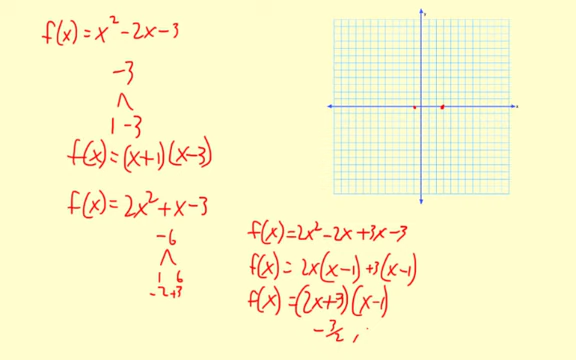 f(x) = x² - 2x - 3
-3
1 -3
f(x) = (x+1)(x-3)
f(x) = 2x² + x - 3
-6
1 6
-2 +3
f(x) = 2x² - 2x + 3x - 3
f(x) = 2x(x-1) + 3(x-1)
f(x) = (2x+3)(x-1)
-3/2 ,
y
x